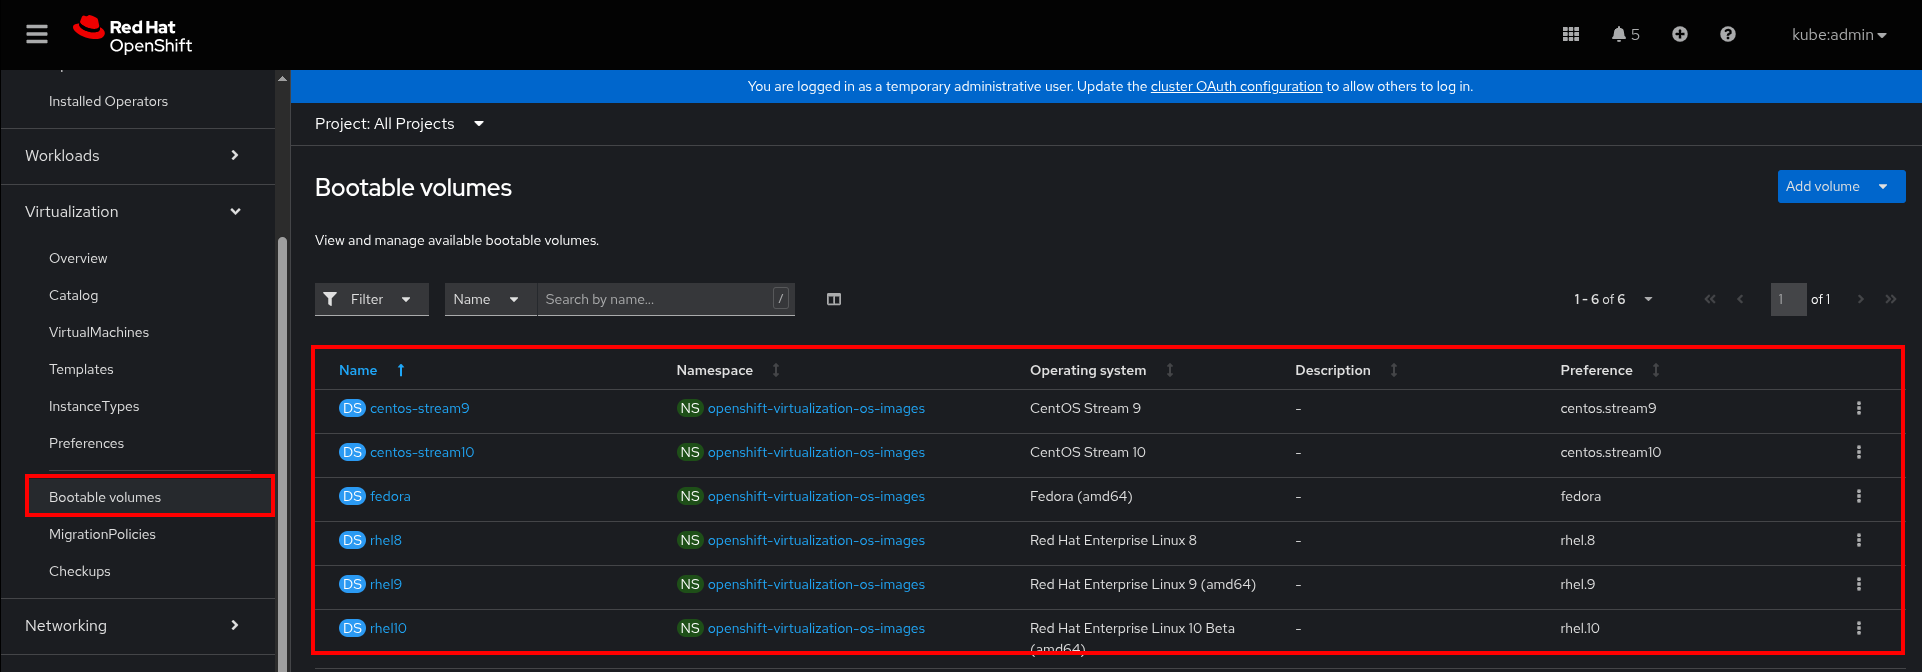 Red Hat
OpenShift
5
kube:admin
Installed Operators
Workloads
Virtualization
Overview
Catalog
VirtualMachines
Templates
InstanceTypes
Preferences
Bootable volumes
MigrationPolicies
Checkups
Networking
You are logged in as a temporary administrative user. Update the cluster OAuth configuration to allow others to log in.
Project: All Projects
Bootable volumes
Add volume
View and manage available bootable volumes.
Filter Name Search by name... / 1 - 6 of 6 1 of 1
Name Namespace Operating system Description Preference
DS centos-stream9 NS openshift-virtualization-os-images CentOS Stream 9 - centos.stream9
DS centos-stream10 NS openshift-virtualization-os-images CentOS Stream 10 - centos.stream10
DS fedora NS openshift-virtualization-os-images Fedora (amd64) - fedora
DS rhel8 NS openshift-virtualization-os-images Red Hat Enterprise Linux 8 - rhel.8
DS rhel9 NS openshift-virtualization-os-images Red Hat Enterprise Linux 9 (amd64) - rhel.9
DS rhel10 NS openshift-virtualization-os-images Red Hat Enterprise Linux 10 Beta - rhel.10
(amd64)